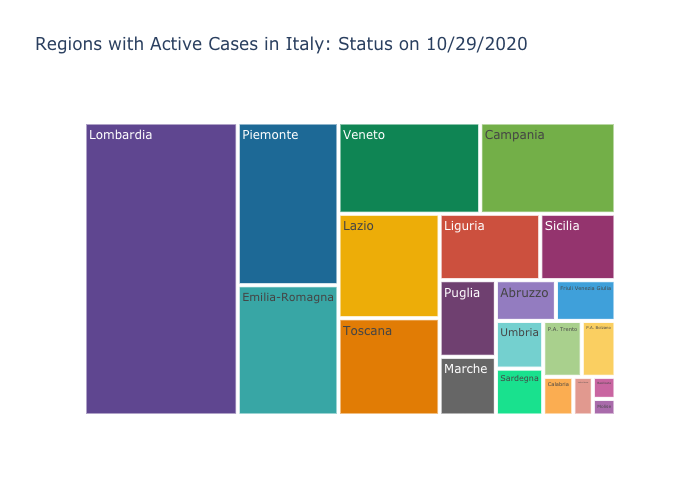 Regions with Active Cases in Italy: Status on 10/29/2020
Lombardia
Piemonte
Veneto
Campania
Lazio
Liguria
Sicilia
Emilia-Romagna
Toscana
Puglia
Abruzzo
Friuli Venezia Giulia
Umbria
P.A. Trento
P.A. Bolzano
Marche
Sardegna
Calabria
Molise